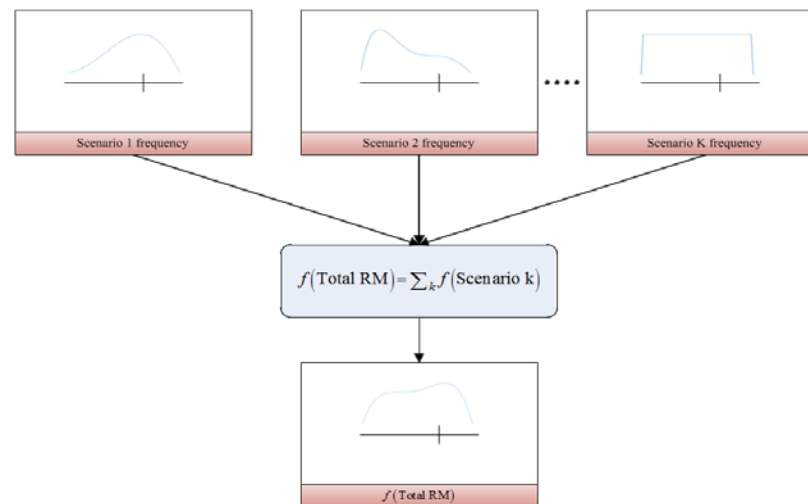 Scenario 1 frequency
Scenario 2 frequency
Scenario K frequency
f(Total RM)=∑ₖ f(Scenario k)
f(Total RM)